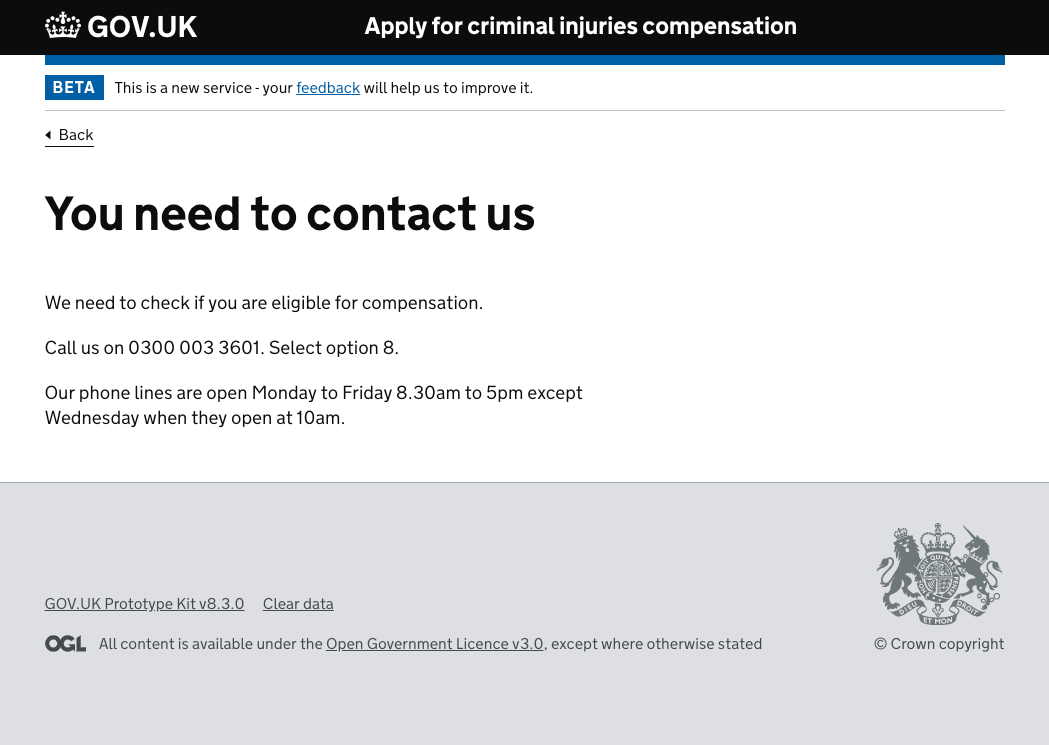 GOV.UK Apply for criminal injuries compensation
BETA This is a new service - your feedback will help us to improve it.
Back
You need to contact us
We need to check if you are eligible for compensation.
Call us on 0300 003 3601. Select option 8.
Our phone lines are open Monday to Friday 8.30am to 5pm except
Wednesday when they open at 10am.
GOV.UK Prototype Kit v8.3.0 Clear data
DIEU ET MON DROIT
OGL All content is available under the Open Government Licence v3.0, except where otherwise stated
© Crown copyright